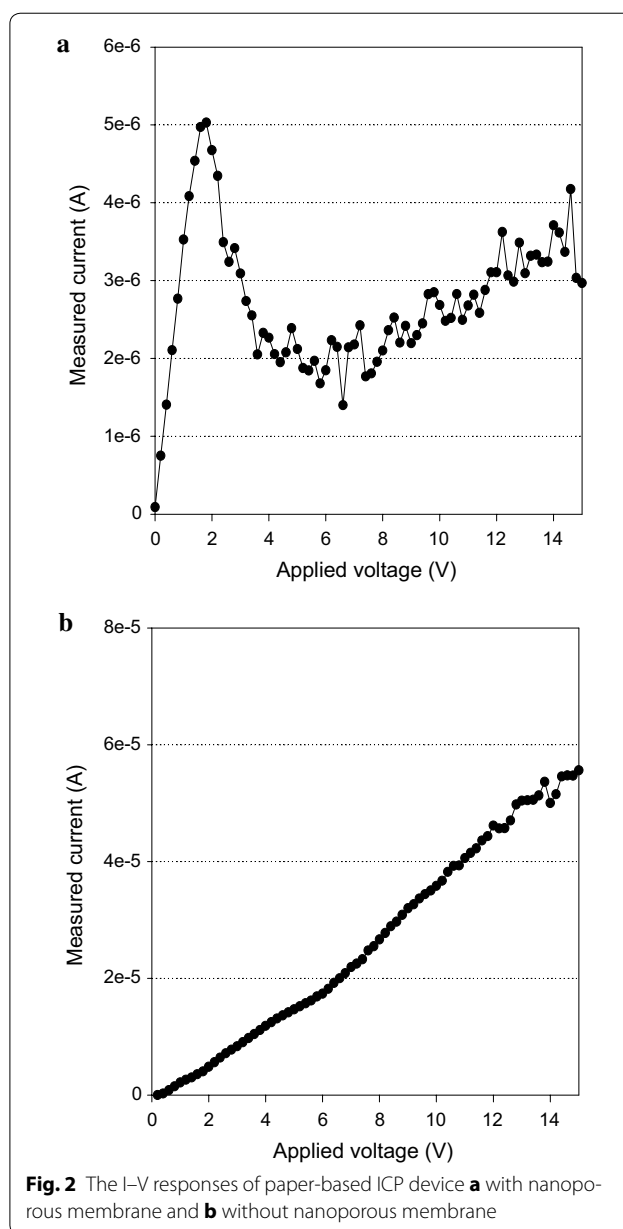 a
6e-6
5e-6
4e-6
3e-6
2e-6
1e-6
0
Measured current (A)
0 2 4 6 8 10 12 14
Applied voltage (V)
b
8e-5
6e-5
4e-5
2e-5
0
Measured current (A)
0 2 4 6 8 10 12 14
Applied voltage (V)
Fig. 2 The I–V responses of paper-based ICP device a with nanopo-
rous membrane and b without nanoporous membrane